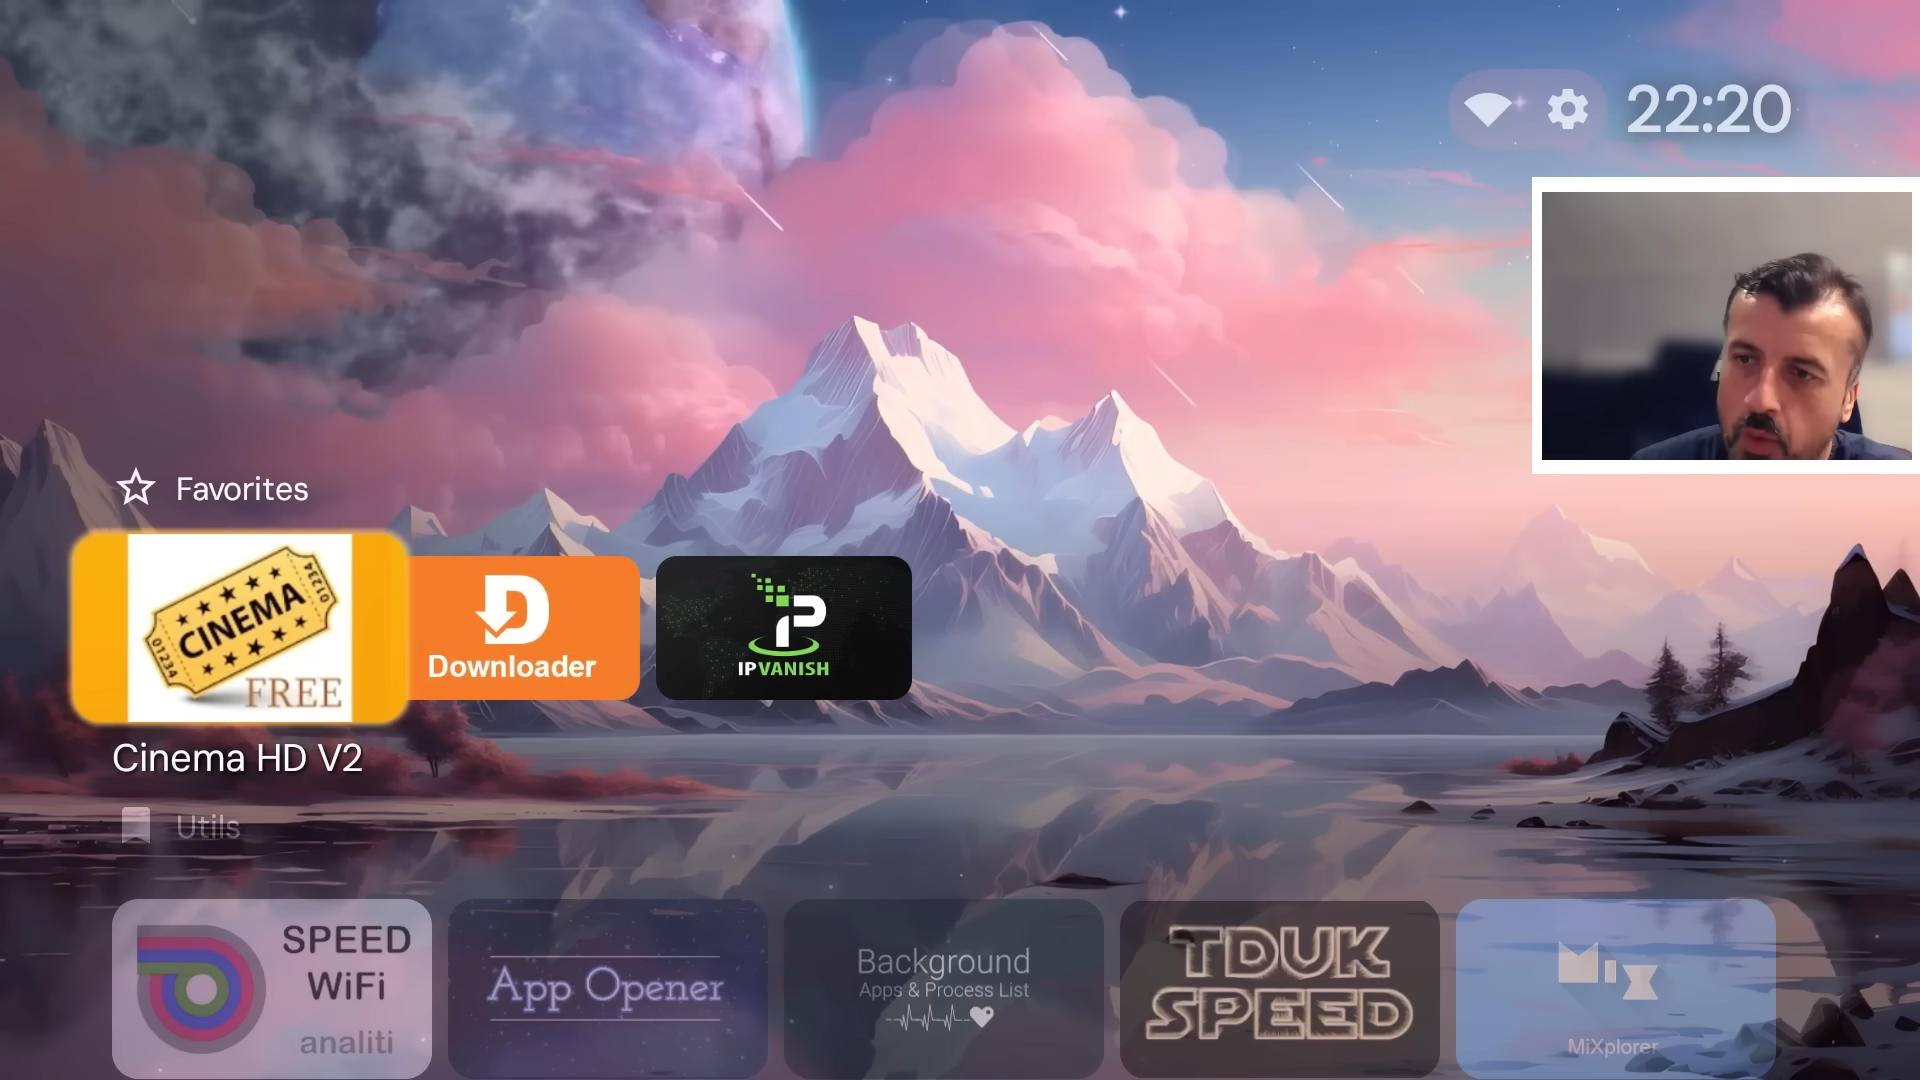 22:20
Favorites
CINEMA
01234
01234
FREE
Downloader
IPVANISH
Cinema HD V2
Utils
SPEED
WiFi
analiti
App Opener
Background
Apps & Process List
TDUK
SPEED
MiXplorer